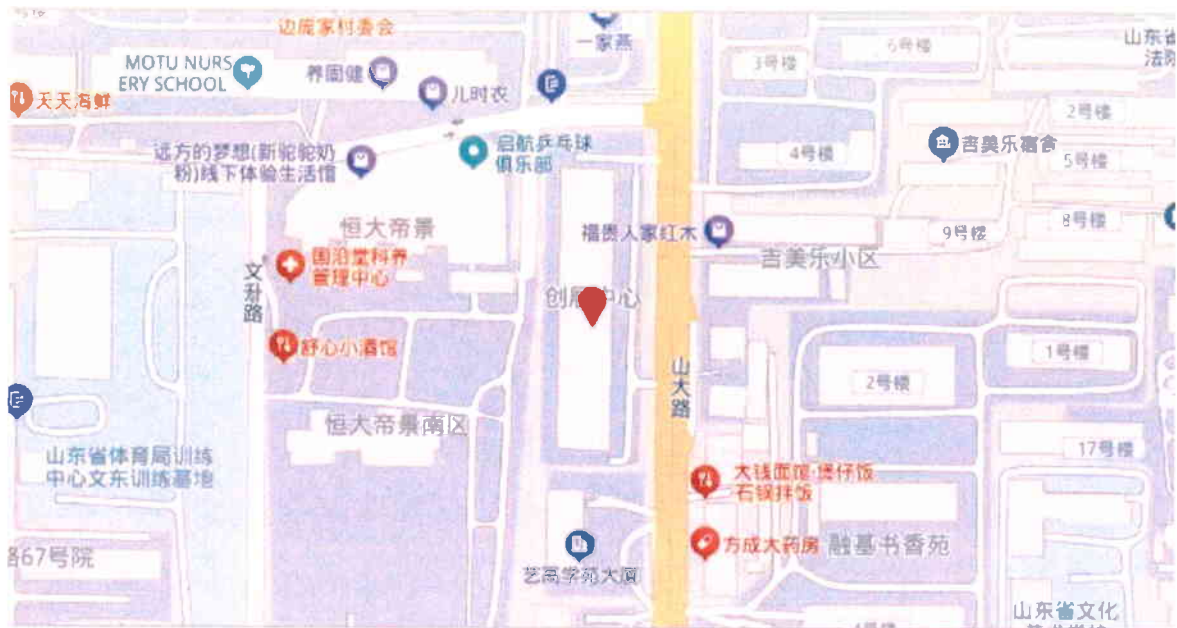 边庞家村委会
一家燕
6号楼
山东省
法院
3号楼
MOTU NURS
ERY SCHOOL
养固健
天天海鲜
儿时衣
2号楼
启航乒乓球
俱乐部
吉美乐宿舍
远方的梦想(新驼驼奶
粉)线下体验生活馆
4号楼
5号楼
恒大帝景
福贵人家红木
9号楼
8号楼
吉美乐小区
国沿堂科养
管理中心
文升路
创展中心
舒心小酒馆
1号楼
山大路
2号楼
恒大帝景南区
17号楼
山东省体育局训练
中心文东训练基地
大钱面馆·煲仔饭
石锅拌饭
路67号院
方成大药房
融基书香苑
艺高学苑大厦
山东省文化